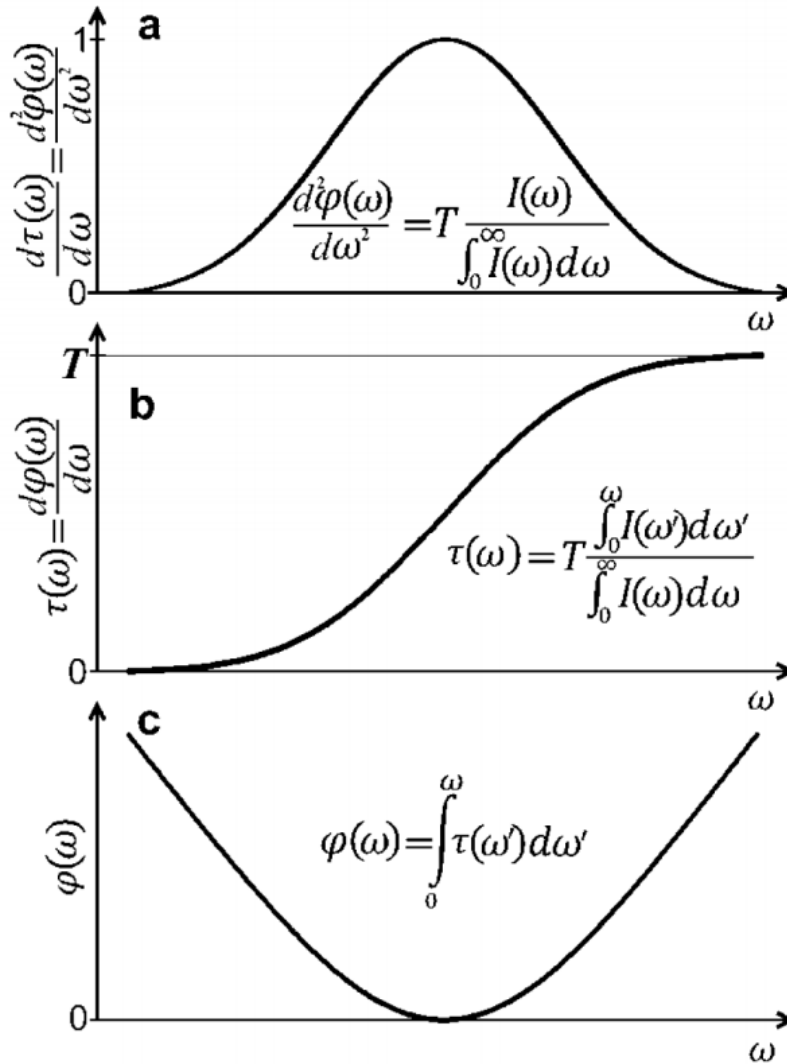 a
1
dτ(ω)/dω = d²φ(ω)/dω²
d²φ(ω)/dω² = T I(ω)/∫₀^∞ I(ω)dω
0
ω
T
b
τ(ω) = dφ(ω)/dω
τ(ω) = T ∫₀^ω I(ω′)dω′/∫₀^∞ I(ω)dω
0
ω
c
φ(ω)
φ(ω) = ∫₀^ω τ(ω′)dω′
0
ω